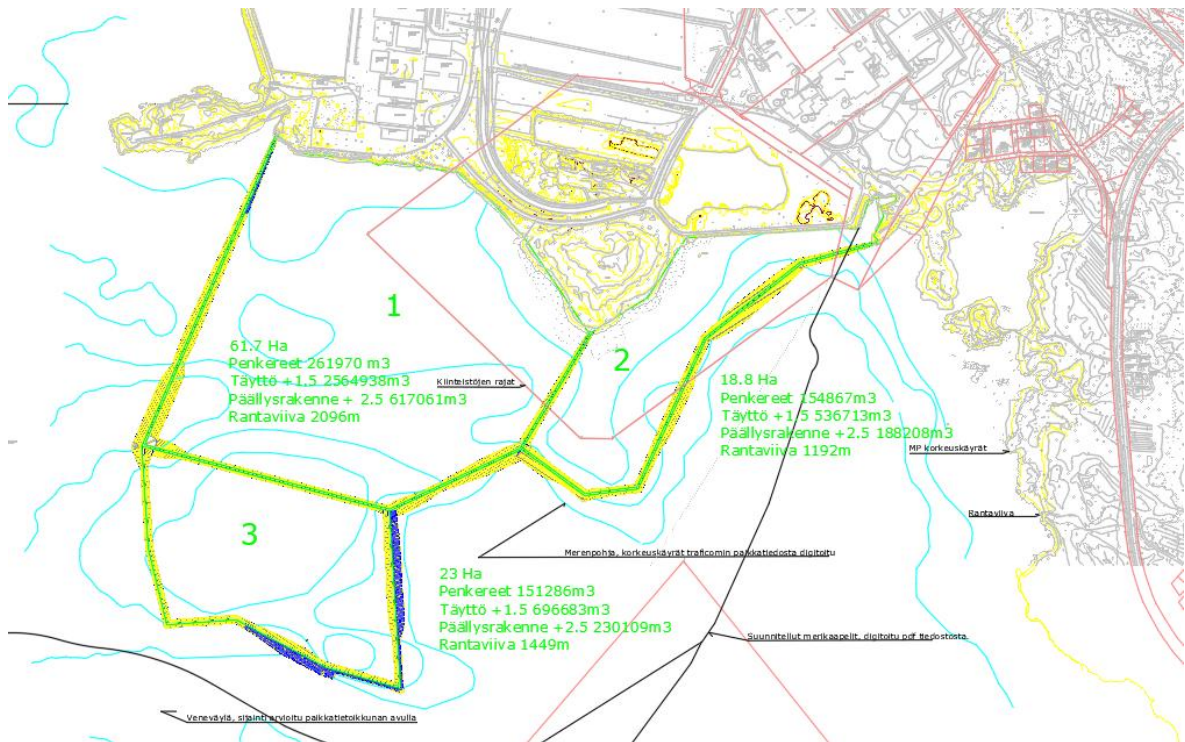 1
61.7 Ha
Penkereet 261970 m3
Täyttö +1.5 2564938m3
Päällysrakenne + 2.5 617061m3
Rantaviiva 2096m
Kiinteistöjen rajat
2
18.8 Ha
Penkereet 154867m3
Täyttö +1.5 536713m3
Päällysrakenne +2.5 188208m3
Rantaviiva 1192m
MP korkeuskäyrät
Rantaviiva
3
Merenpohja, korkeuskäyrät traficomin paikkatiedosta digitoitu
23 Ha
Penkereet 151286m3
Täyttö +1.5 696683m3
Päällysrakenne +2.5 230109m3
Rantaviiva 1449m
Suunnitellut merikaapelit, digitoitu pdf tiedostosta
Veneväylä, sijainti arvioitu paikkatietoikkunan avulla